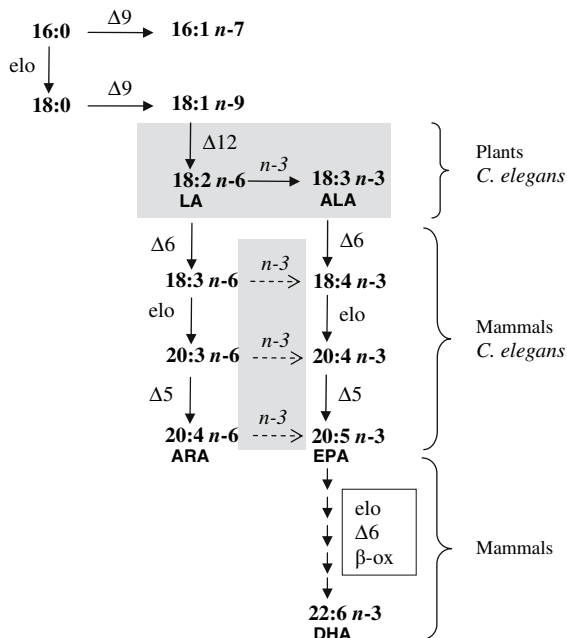 Δ9
16:0 16:1 n-7
elo
Δ9
18:0 18:1 n-9
Δ12
n-3
18:2 n-6 18:3 n-3
LA ALA
Plants
C. elegans
Δ6 Δ6
n-3
18:3 n-6 18:4 n-3
elo elo
n-3
20:3 n-6 20:4 n-3
Mammals
C. elegans
Δ5 Δ5
n-3
20:4 n-6 20:5 n-3
ARA EPA
elo
Δ6
β-ox
Mammals
22:6 n-3
DHA